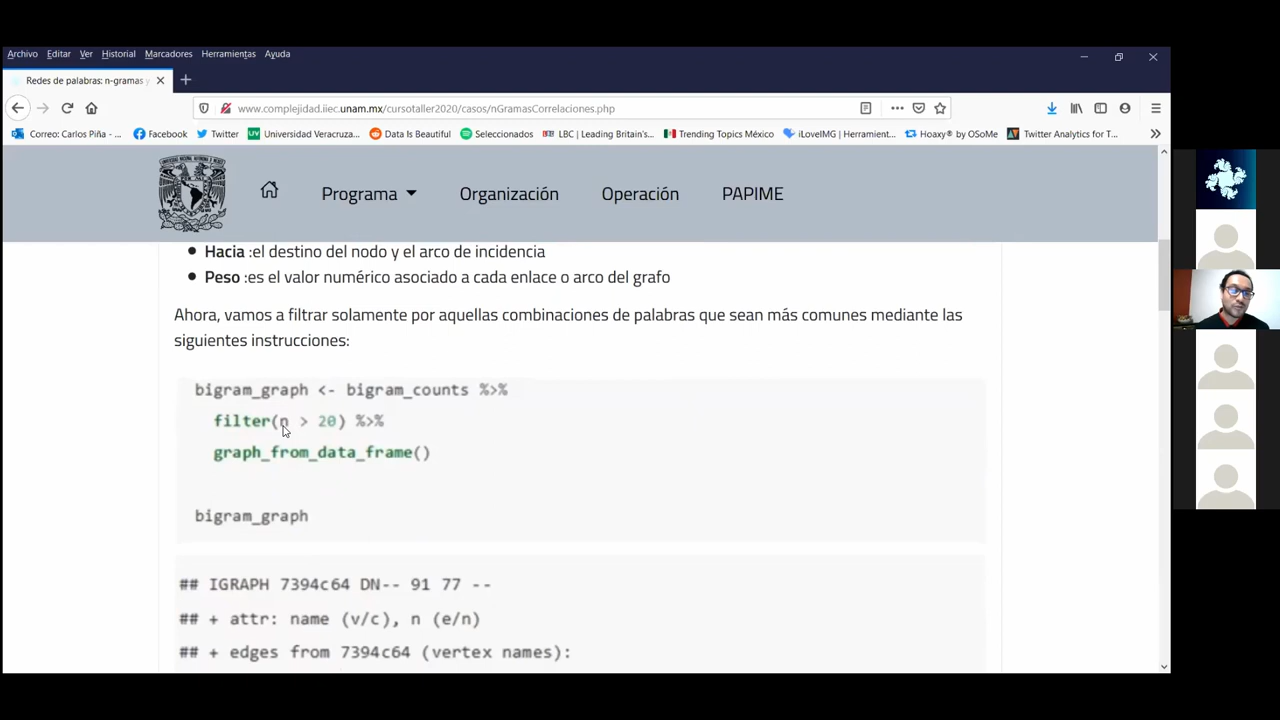 Archivo Editar Ver Historial Marcadores Herramientas Ayuda
Redes de palabras: n-gramas y
www.complejidad.iiec.unam.mx/cursotaller2020/casos/nGramasCorrelaciones.php
Correo: Carlos Piña - ... Facebook Twitter Universidad Veracruza... Data Is Beautiful Seleccionados LBC | Leading Britain's... Trending Topics México iLoveIMG | Herramient... Hoaxy® by OSoMe Twitter Analytics for T...
Programa Organización Operación PAPIME
Hacia :el destino del nodo y el arco de incidencia
Peso :es el valor numérico asociado a cada enlace o arco del grafo
Ahora, vamos a filtrar solamente por aquellas combinaciones de palabras que sean más comunes mediante las
siguientes instrucciones:
bigram_graph <- bigram_counts %>%
filter(n > 20) %>%
graph_from_data_frame()
bigram_graph
## IGRAPH 7394c64 DN-- 91 77 --
## + attr: name (v/c), n (e/n)
## + edges from 7394c64 (vertex names):